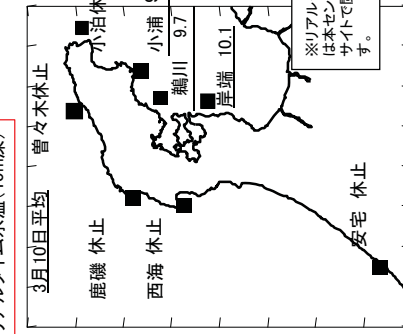 3月10日平均
曽々木休止
小泊休
小浦
9.7
鵜川
岸端 10.1
鹿磯 休止
西海 休止
安宅 休止
※リアル
は本セン
サイトで
す。